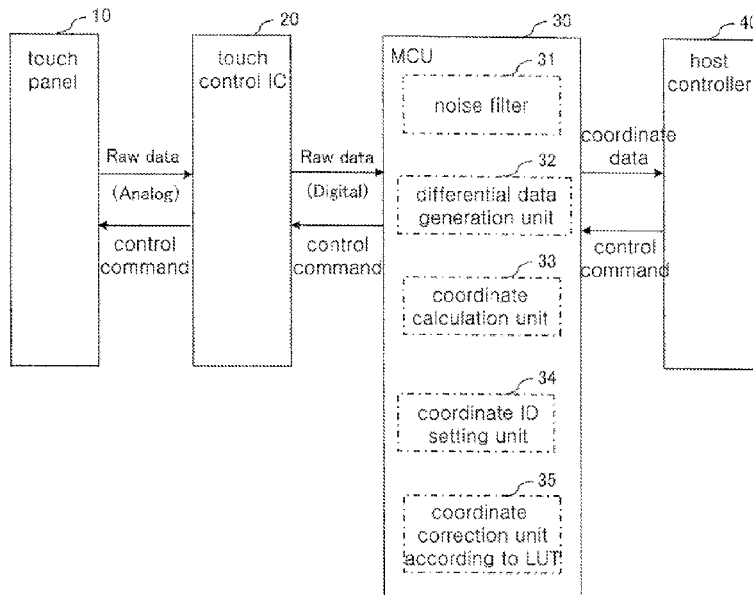 10
20
30
40
touch
panel
touch
control IC
MCU
host
controller
31
noise filter
Raw data
(Analog)
control
command
Raw data
(Digital)
control
command
32
differential data
generation unit
coordinate
data
control
command
33
coordinate
calculation unit
34
coordinate ID
setting unit
35
coordinate
correction unit
according to LUT